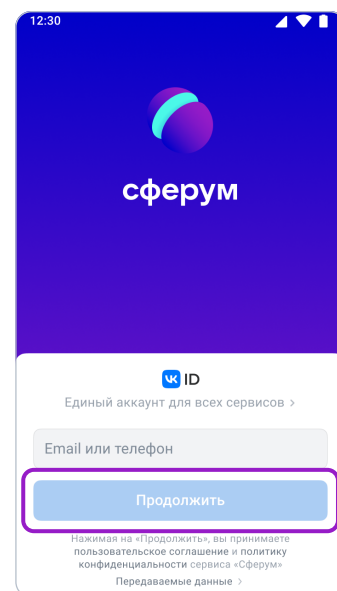 12:30
сферум
VK ID
Единый аккаунт для всех сервисов >
Email или телефон
Продолжить
Нажимая на «Продолжить», вы принимаете
пользовательское соглашение и политику
конфиденциальности сервиса «Сферум»
Передаваемые данные >